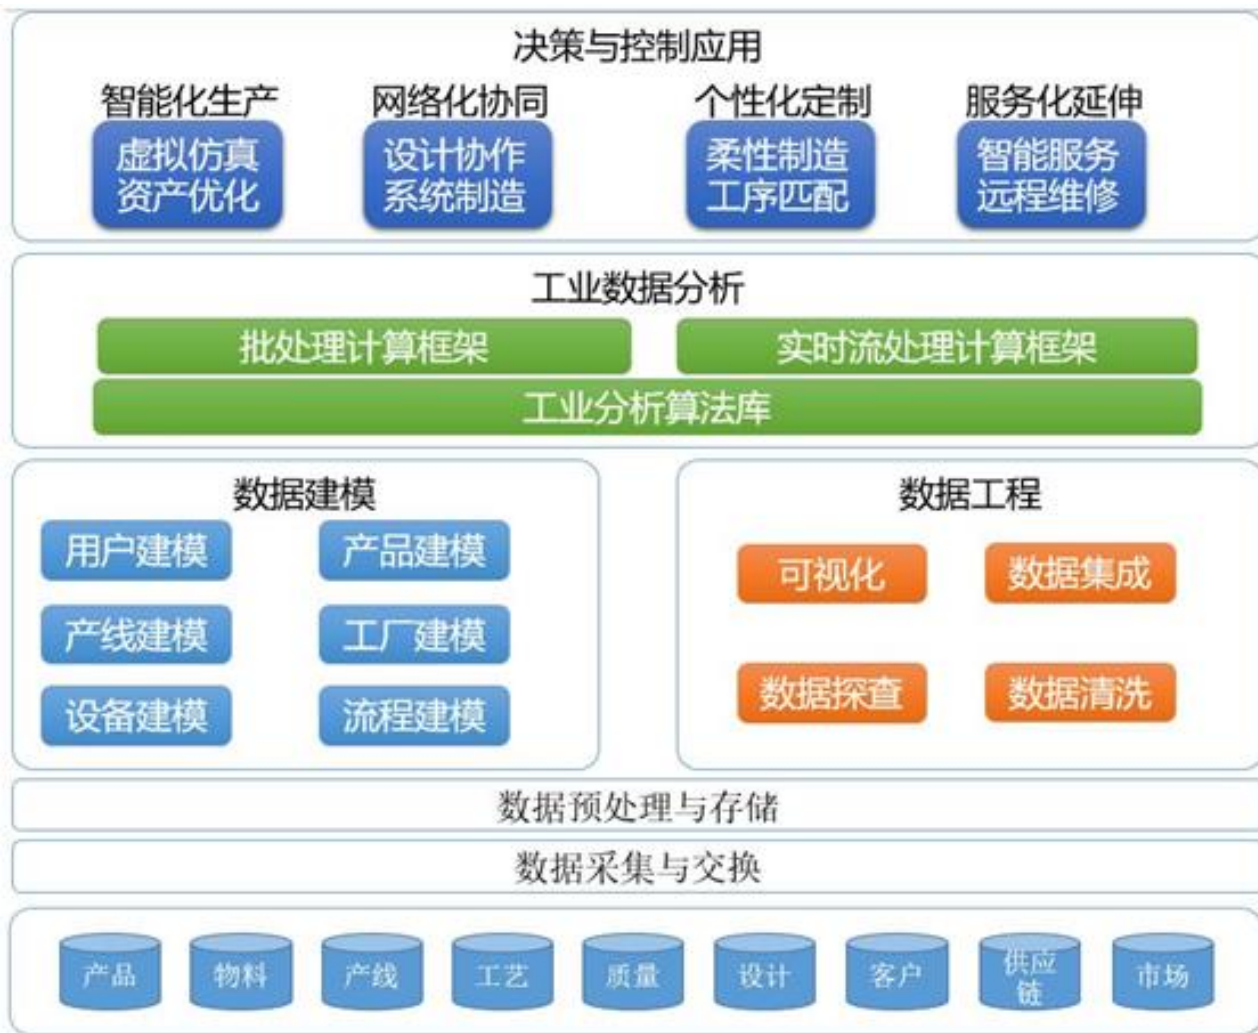 决策与控制应用
智能化生产
网络化协同
个性化定制
服务化延伸
虚拟仿真
资产优化
设计协作
系统制造
柔性制造
工序匹配
智能服务
远程维修
工业数据分析
批处理计算框架
实时流处理计算框架
工业分析算法库
数据建模
用户建模
产品建模
产线建模
工厂建模
设备建模
流程建模
数据工程
可视化
数据集成
数据探查
数据清洗
数据预处理与存储
数据采集与交换
产品
物料
产线
工艺
质量
设计
客户
供应
链
市场